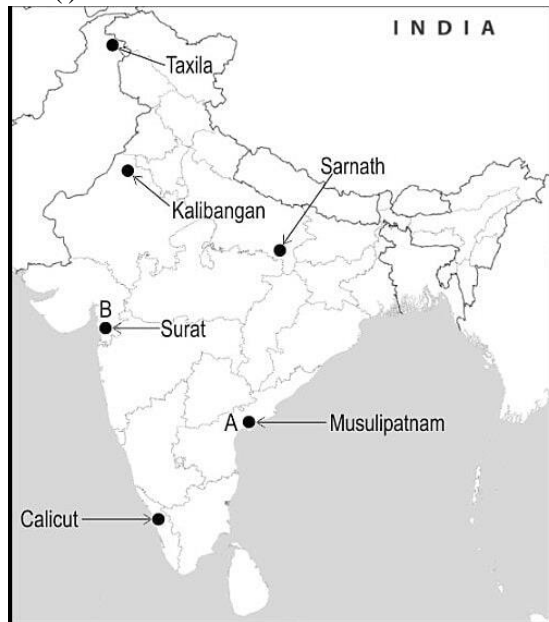 INDIA
Taxila
Sarnath
Kalibangan
B
Surat
A
Musulipatnam
Calicut